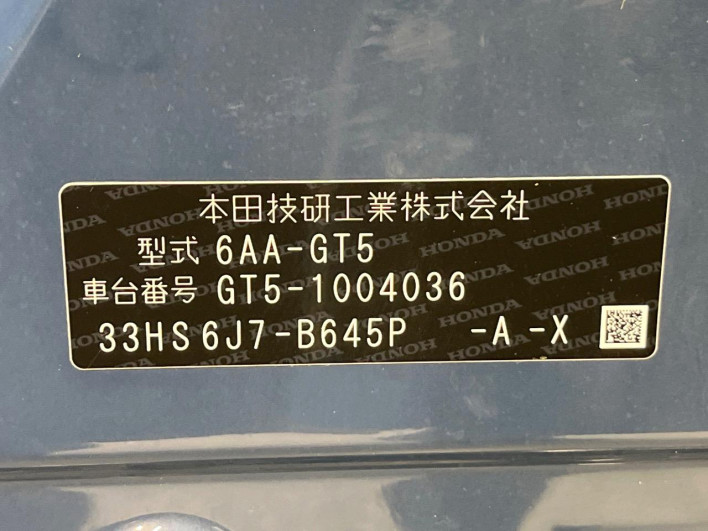 本田技研工業株式会社
型式 6AA-GT5
車台番号 GT5-1004036
33HS 6J7-B645P -A -X